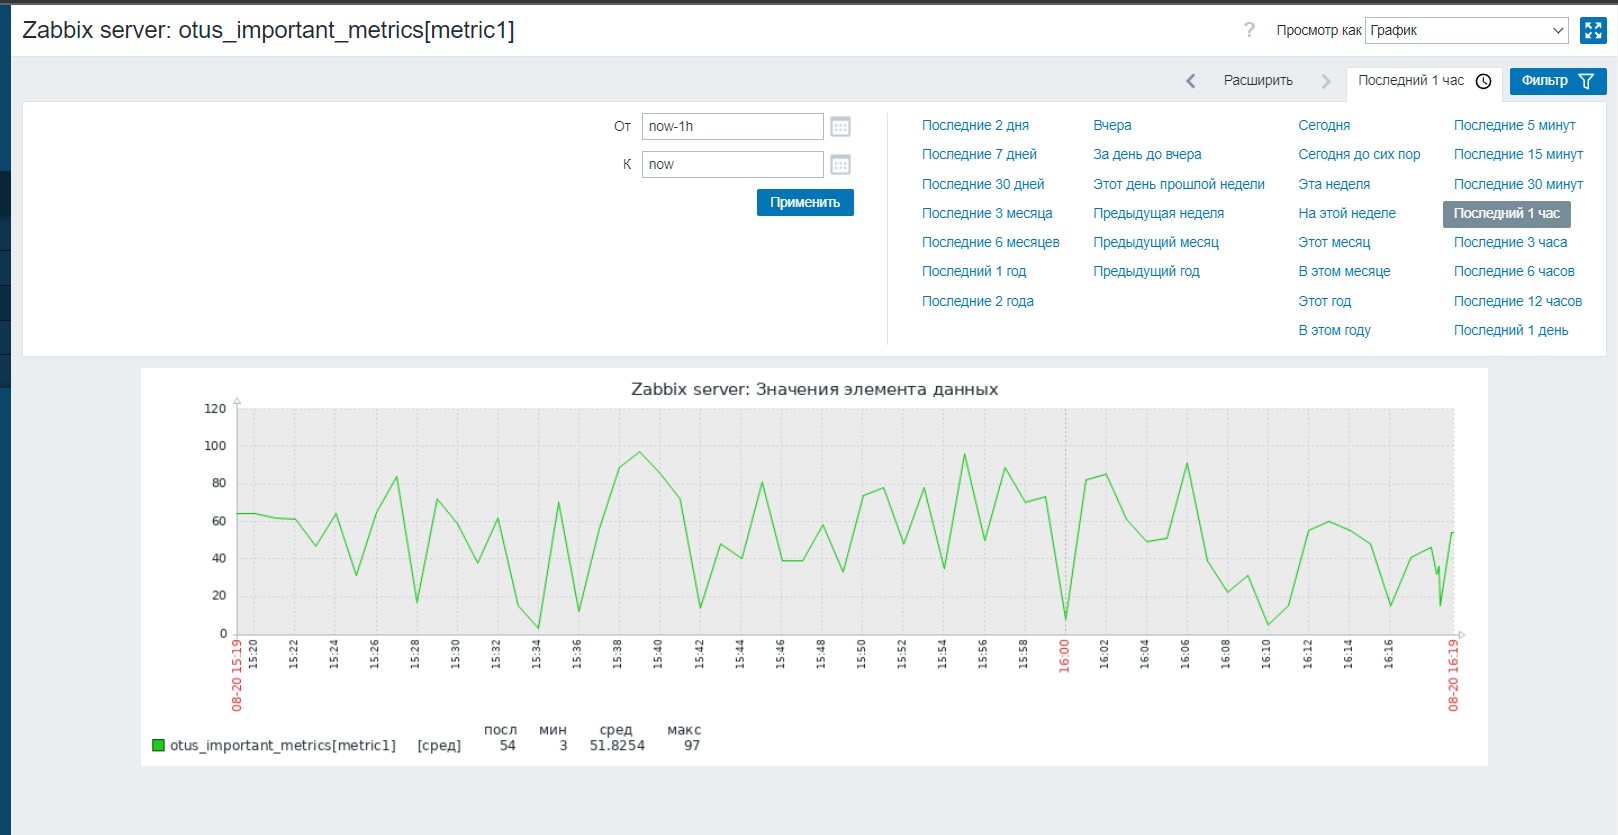 Zabbix server: otus_important_metrics[metric1]
? Просмотр как График
Расширить Последний 1 час Фильтр
От now-1h
К now
Применить
Последние 2 дня Вчера Сегодня Последние 5 минут
Последние 7 дней За день до вчера Сегодня до сих пор Последние 15 минут
Последние 30 дней Этот день прошлой недели Эта неделя Последние 30 минут
Последние 3 месяца Предыдущая неделя На этой неделе Последний 1 час
Последние 6 месяцев Предыдущий месяц Этот месяц Последние 3 часа
Последний 1 год Предыдущий год В этом месяце Последние 6 часов
Последние 2 года Этот год Последние 12 часов
В этом году Последний 1 день
Zabbix server: Значения элемента данных
120
100
80
60
40
20
0
08-20 15:19 15:20 15:22 15:24 15:26 15:28 15:30 15:32 15:34 15:36 15:38 15:40 15:42 15:44 15:46 15:48 15:50 15:52 15:54 15:56 15:58 16:00 16:02 16:04 16:06 16:08 16:10 16:12 16:14 16:16 08-20 16:19
посл мин сред макс
otus_important_metrics[metric1] [сред] 54 3 51.8254 97